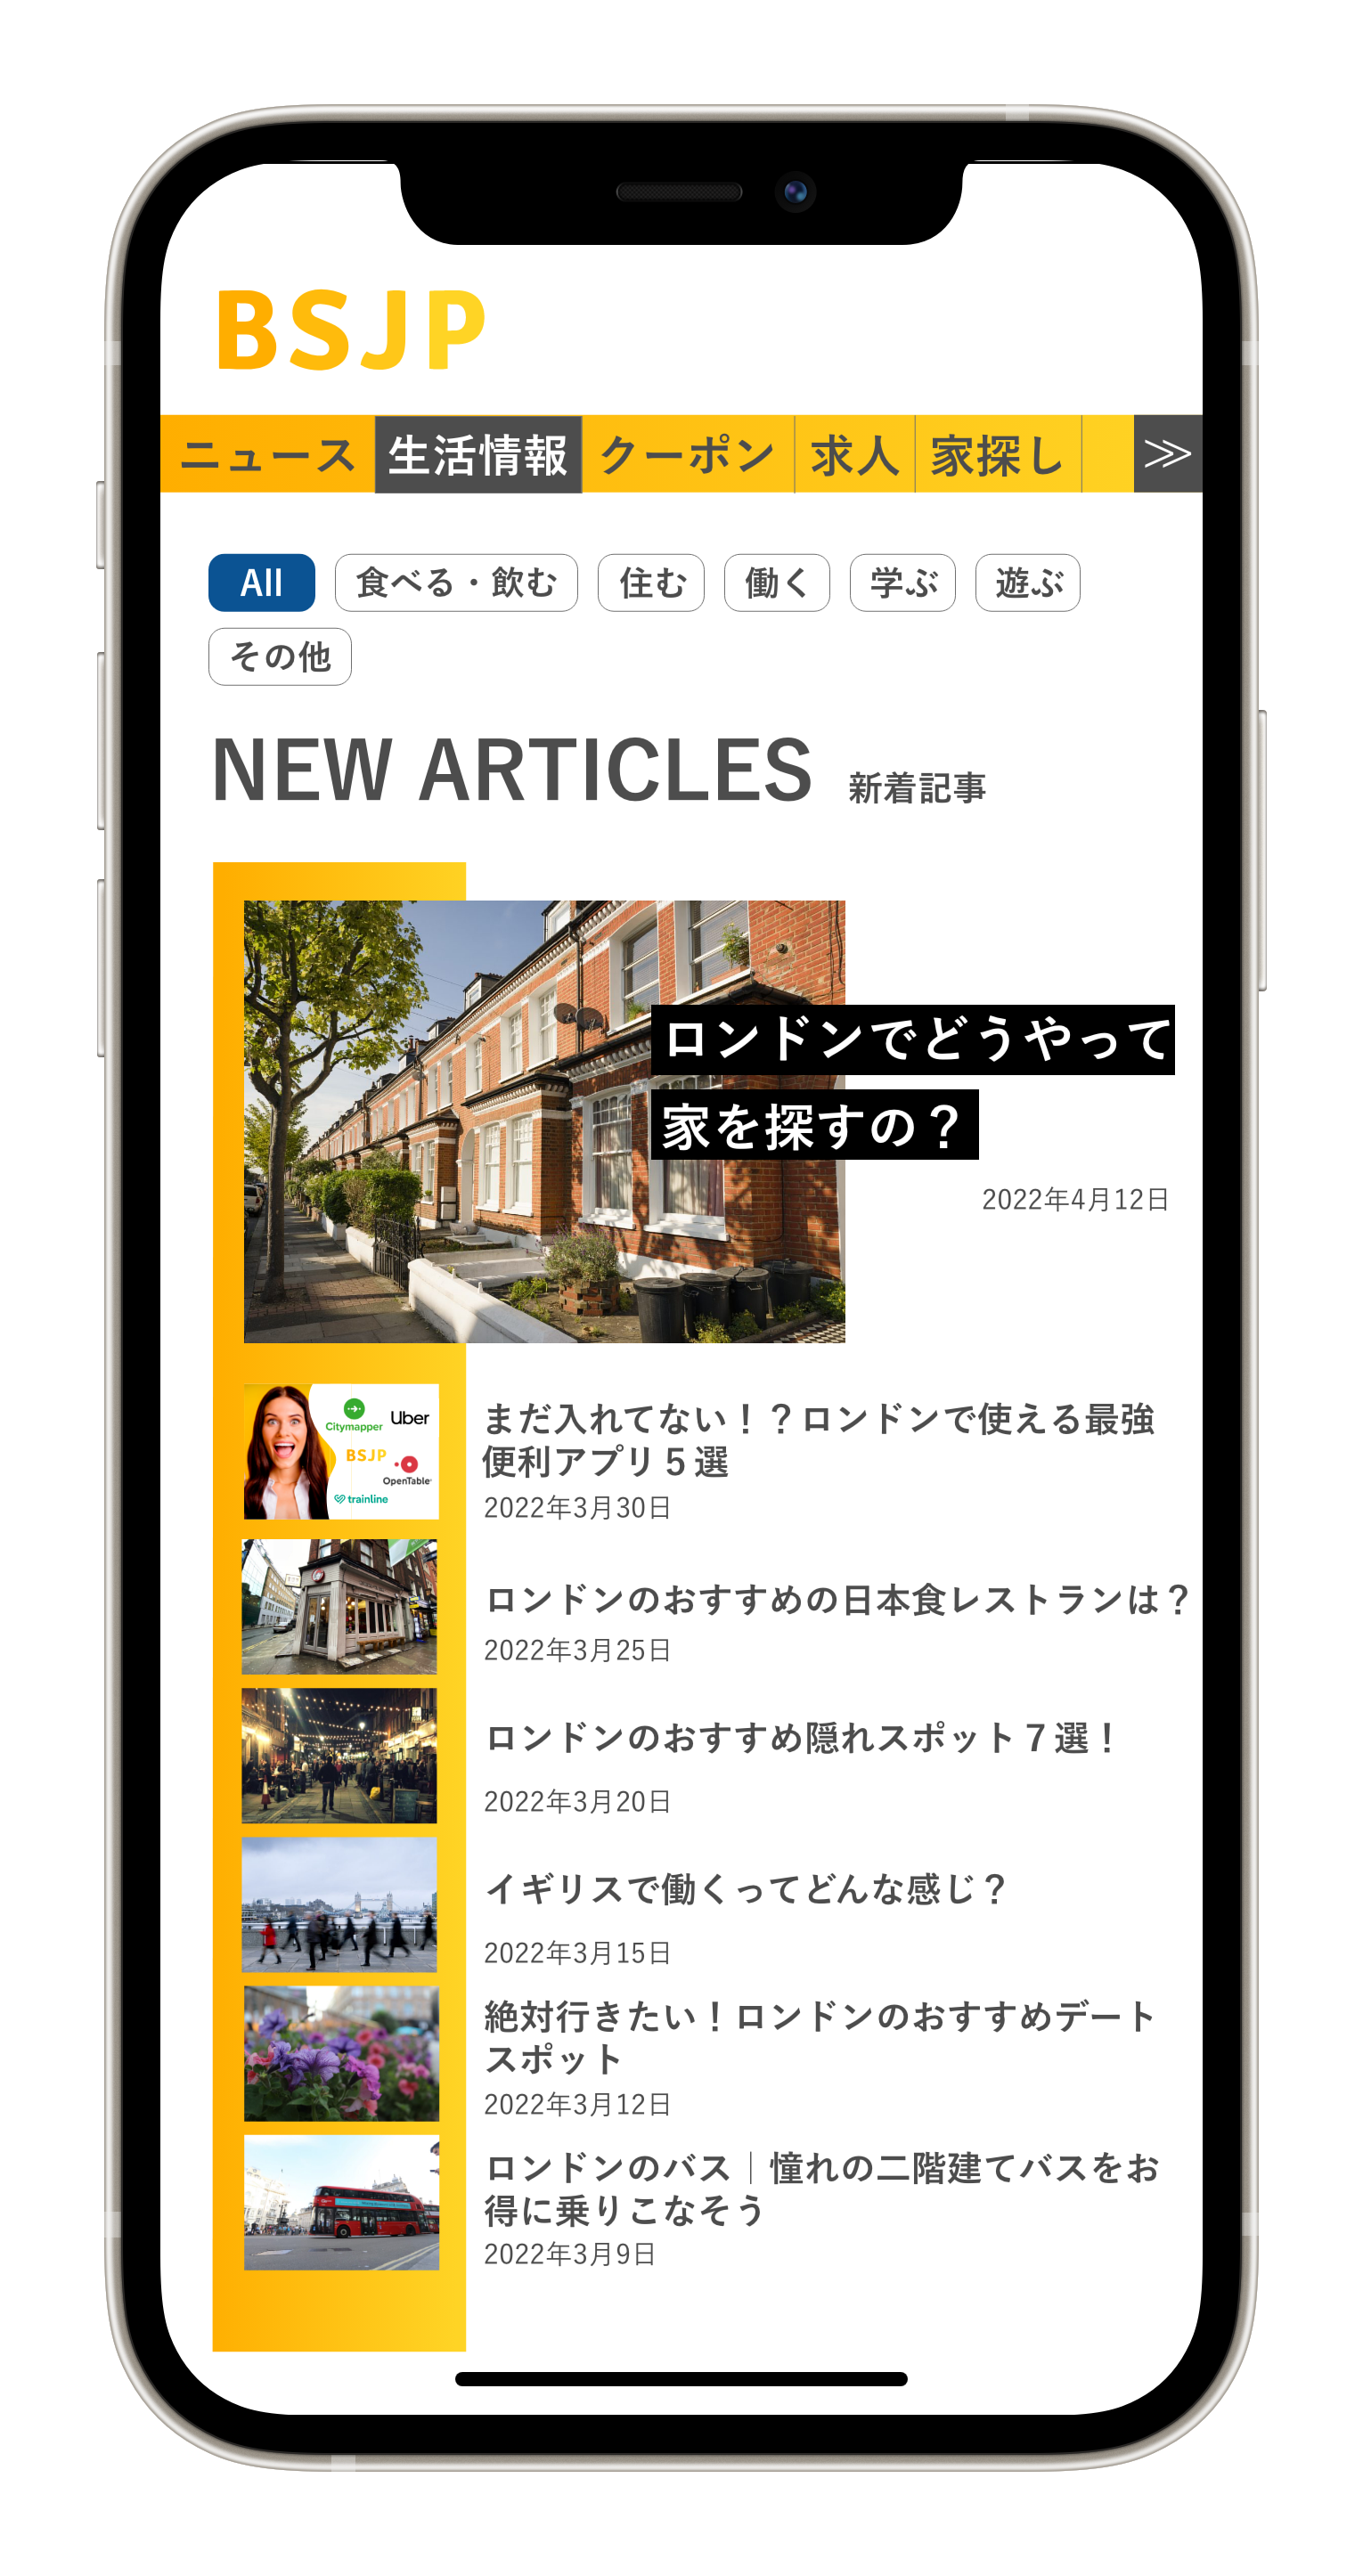 BSJP
ニュース 生活情報 クーポン 求人 家探し ≫
All 食べる・飲む 住む 働く 学ぶ 遊ぶ
その他
NEW ARTICLES 新着記事
ロンドンでどうやって
家を探すの？
2022年4月12日
Citymapper Uber
BSJP
OpenTable
trainline
まだ入れてない！？ロンドンで使える最強
便利アプリ５選
2022年3月30日
ロンドンのおすすめの日本食レストランは？
2022年3月25日
ロンドンのおすすめ隠れスポット７選！
2022年3月20日
イギリスで働くってどんな感じ？
2022年3月15日
絶対行きたい！ロンドンのおすすめデート
スポット
2022年3月12日
ロンドンのバス｜憧れの二階建てバスをお
得に乗りこなそう
2022年3月9日